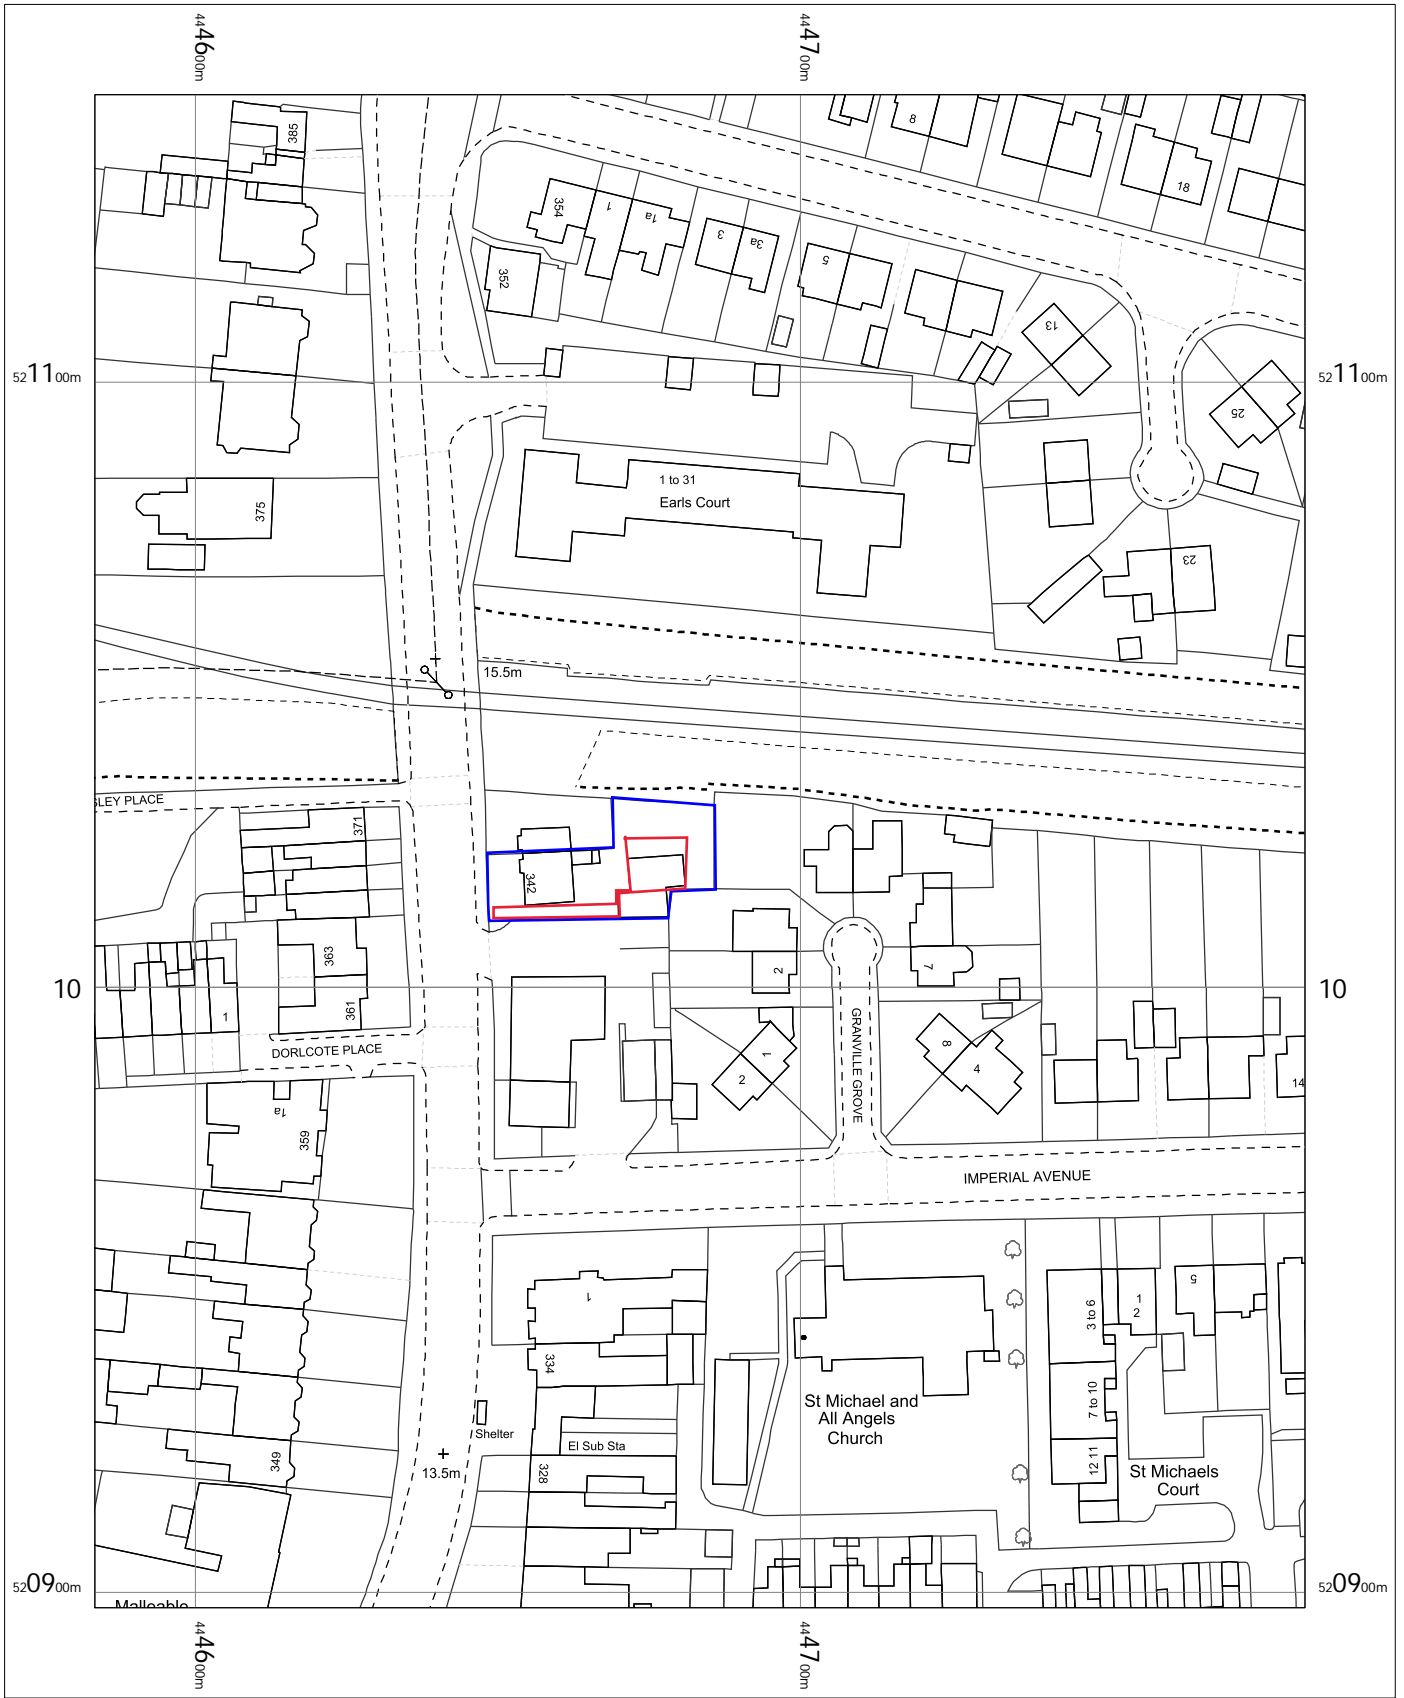 4446 00m
4447 00m
385
8
18
354
1
1a
3
3a
5
352
13
25
5211 00m
5211 00m
375
1 to 31
Earls Court
23
15.5m
SLEY PLACE
371
342
363
2
7
10
10
1
361
DORLCOTE PLACE
GRANVILLE GROVE
1
2
8
4
14
1a
359
IMPERIAL AVENUE
1
3 to 6
1
2
5
334
7 to 10
St Michael and
All Angels
Church
Shelter
El Sub Sta
13.5m
349
328
12 11
St Michaels
Court
5209 00m
5209 00m
Malleable
4446 00m
4447 00m